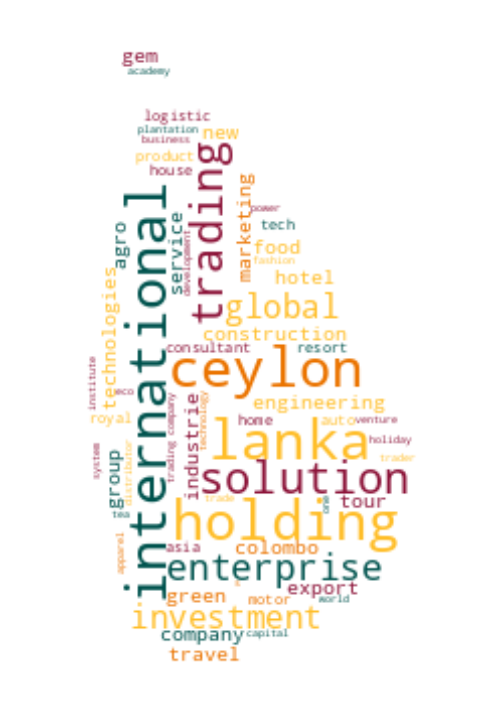 gem
academy
logistic
plantation
new
business
product
house
trading
international
marketing
power
service
agro
tech
development
food
fashion
technologies
hotel
global
construction
consultant
resort
ceylon
institute
eco
engineering
royal
trading company
technology
industrie
home
auto
venture
lanka
holiday
system
group
distributor
trader
solution
tea
trade
one
tour
holding
apparel
asia
colombo
enterprise
export
green
motor
world
investment
company
capital
travel